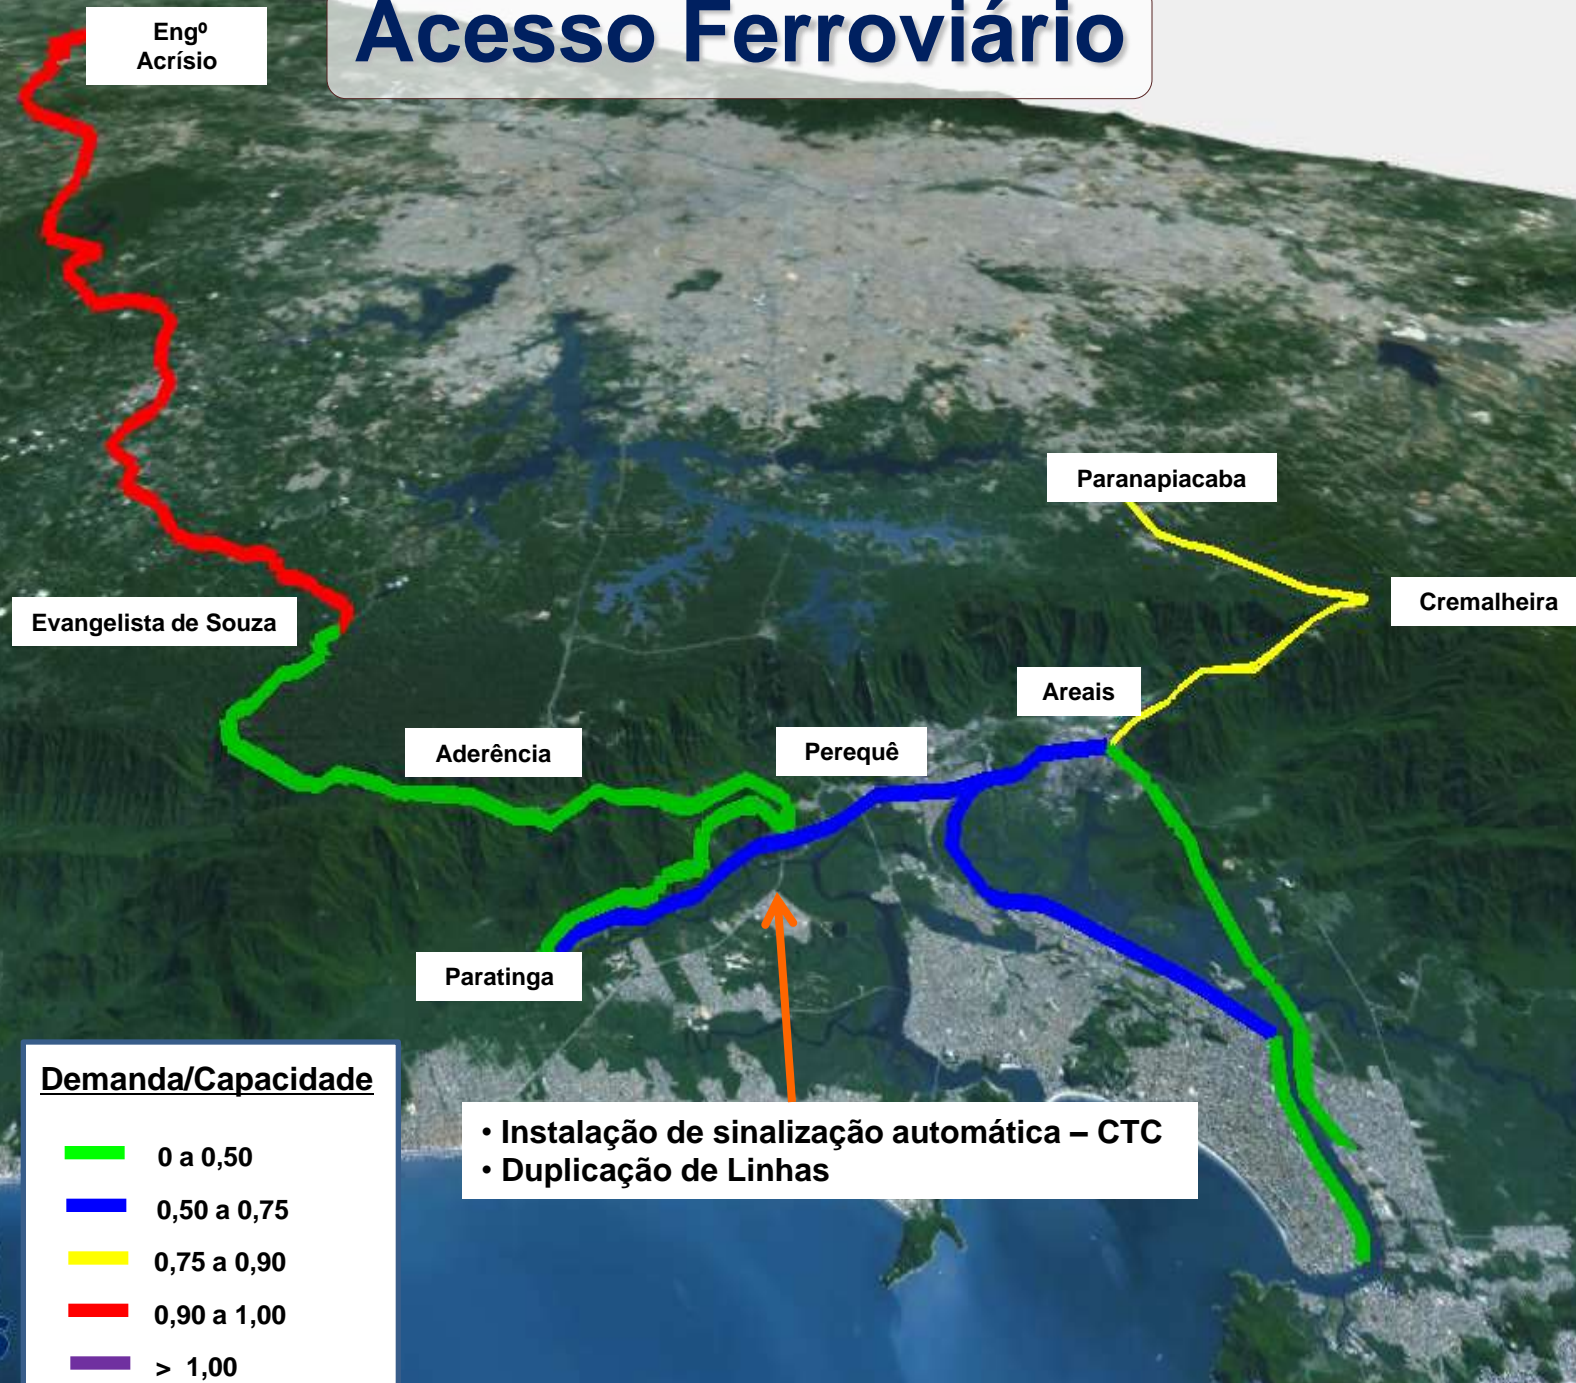 Acesso Ferroviário
Engº
Acrísio
Paranapiacaba
Cremalheira
Evangelista de Souza
Areais
Aderência
Perequê
Paratinga
Demanda/Capacidade
0 a 0,50
0,50 a 0,75
0,75 a 0,90
0,90 a 1,00
> 1,00
• Instalação de sinalização automática – CTC
• Duplicação de Linhas